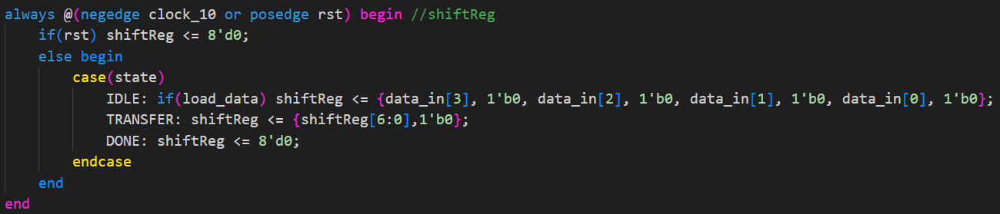 always @(negedge clock_10 or posedge rst) begin //shiftReg
    if(rst) shiftReg <= 8'd0;
    else begin
        case(state)
            IDLE: if(load_data) shiftReg <= {data_in[3], 1'b0, data_in[2], 1'b0, data_in[1], 1'b0, data_in[0], 1'b0};
            TRANSFER: shiftReg <= {shiftReg[6:0],1'b0};
            DONE: shiftReg <= 8'd0;
        endcase
    end
end